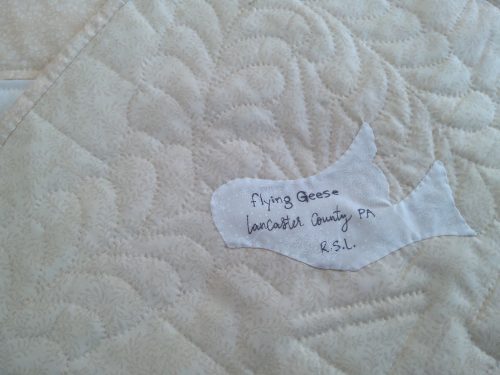 flying Geese
Lancaster County PA
R.S.L.